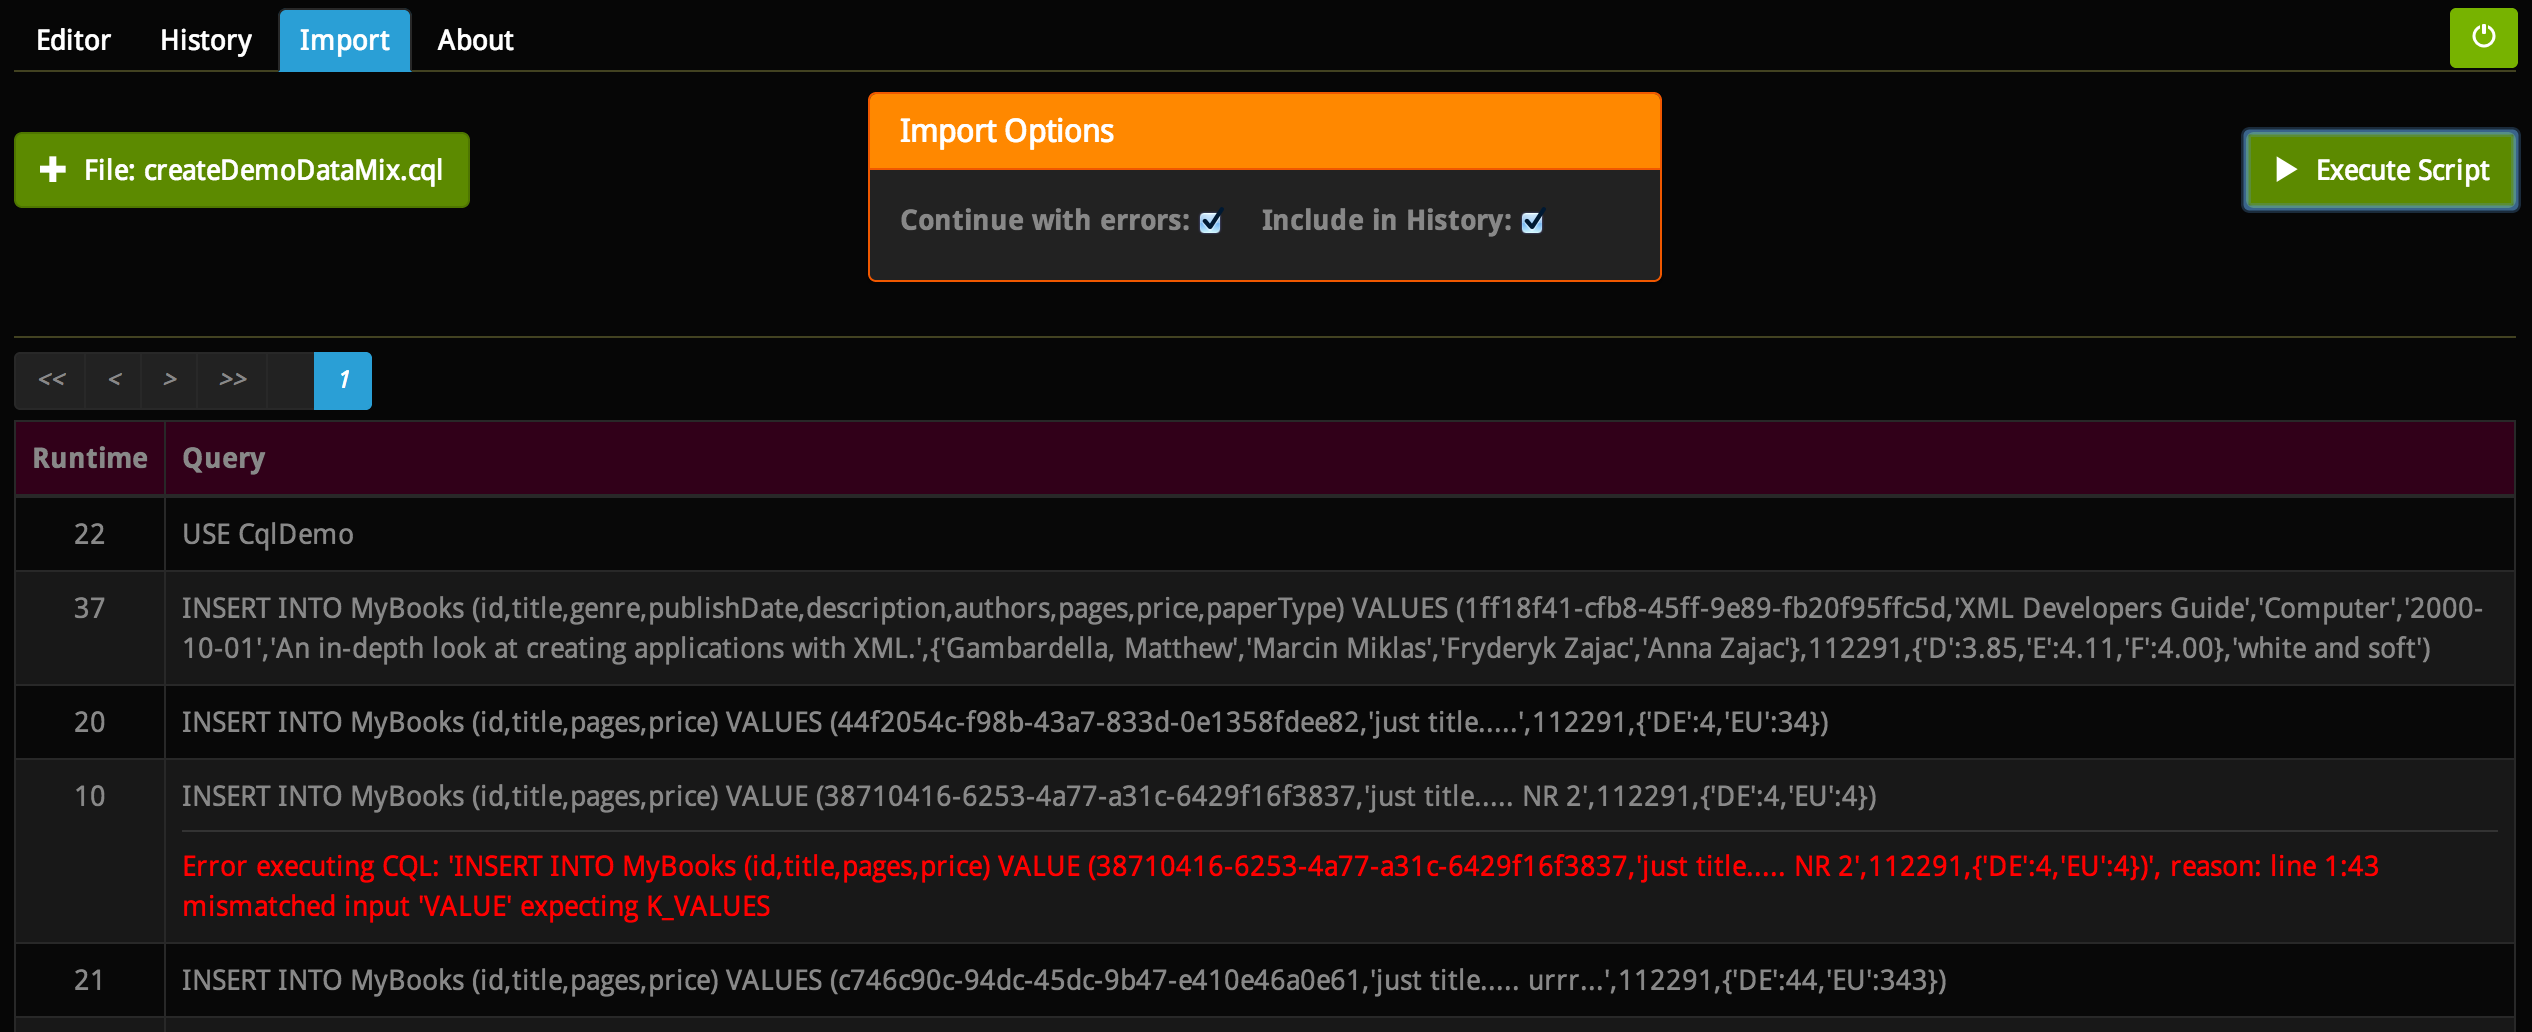 Editor History Import About
Import Options
File: createDemoDataMix.cql
Execute Script
Continue with errors: Include in History:
<< < > >> 1
Runtime Query
22 USE CqlDemo
37 INSERT INTO MyBooks (id,title,genre,publishDate,description,authors,pages,price,paperType) VALUES (1ff18f41-cfb8-45ff-9e89-fb20f95ffc5d,'XML Developers Guide','Computer','2000-
10-01','An in-depth look at creating applications with XML.',{'Gambardella, Matthew','Marcin Miklas','Fryderyk Zajac','Anna Zajac'},112291,{'D':3.85,'E':4.11,'F':4.00},'white and soft')
20 INSERT INTO MyBooks (id,title,pages,price) VALUES (44f2054c-f98b-43a7-833d-0e1358fdee82,'just title.....',112291,{'DE':4,'EU':34})
10 INSERT INTO MyBooks (id,title,pages,price) VALUE (38710416-6253-4a77-a31c-6429f16f3837,'just title..... NR 2',112291,{'DE':4,'EU':4})
Error executing CQL: 'INSERT INTO MyBooks (id,title,pages,price) VALUE (38710416-6253-4a77-a31c-6429f16f3837,'just title..... NR 2',112291,{'DE':4,'EU':4})', reason: line 1:43
mismatched input 'VALUE' expecting K_VALUES
21 INSERT INTO MyBooks (id,title,pages,price) VALUES (c746c90c-94dc-45dc-9b47-e410e46a0e61,'just title..... urrr...',112291,{'DE':44,'EU':343})